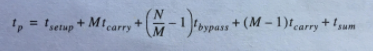 t_p = t_setup + Mt_carry + (N/M − 1)t_bypass + (M − 1)t_carry + t_sum